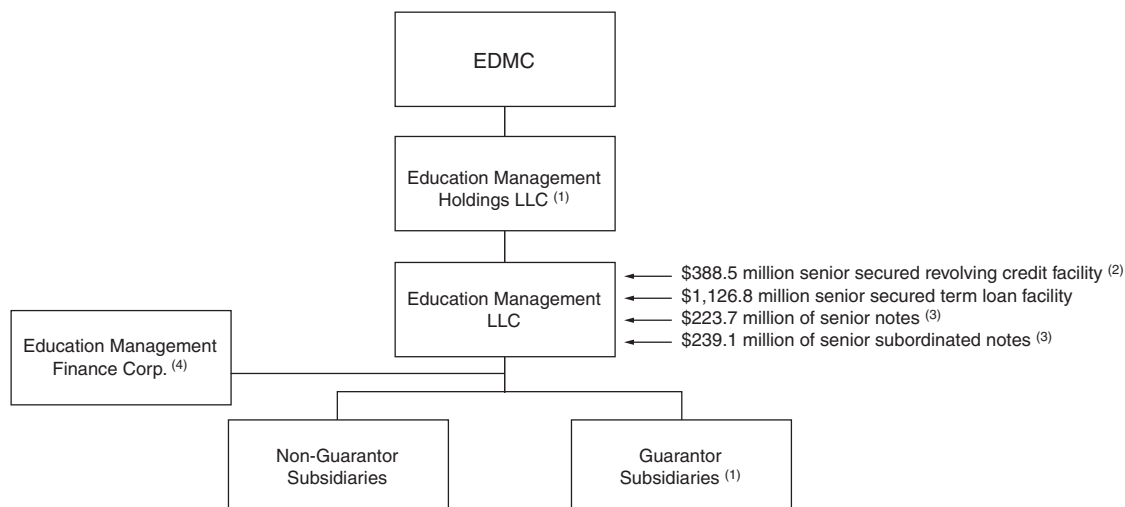 EDMC
Education Management
Holdings LLC (1)
Education Management
LLC
$388.5 million senior secured revolving credit facility (2)
$1,126.8 million senior secured term loan facility
$223.7 million of senior notes (3)
$239.1 million of senior subordinated notes (3)
Education Management
Finance Corp. (4)
Non-Guarantor
Subsidiaries
Guarantor
Subsidiaries (1)